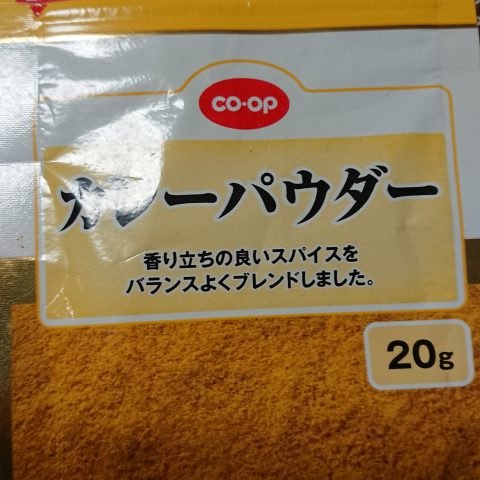 CO·OP
カレーパウダー
香り立ちの良いスパイスを
バランスよくブレンドしました。
20g